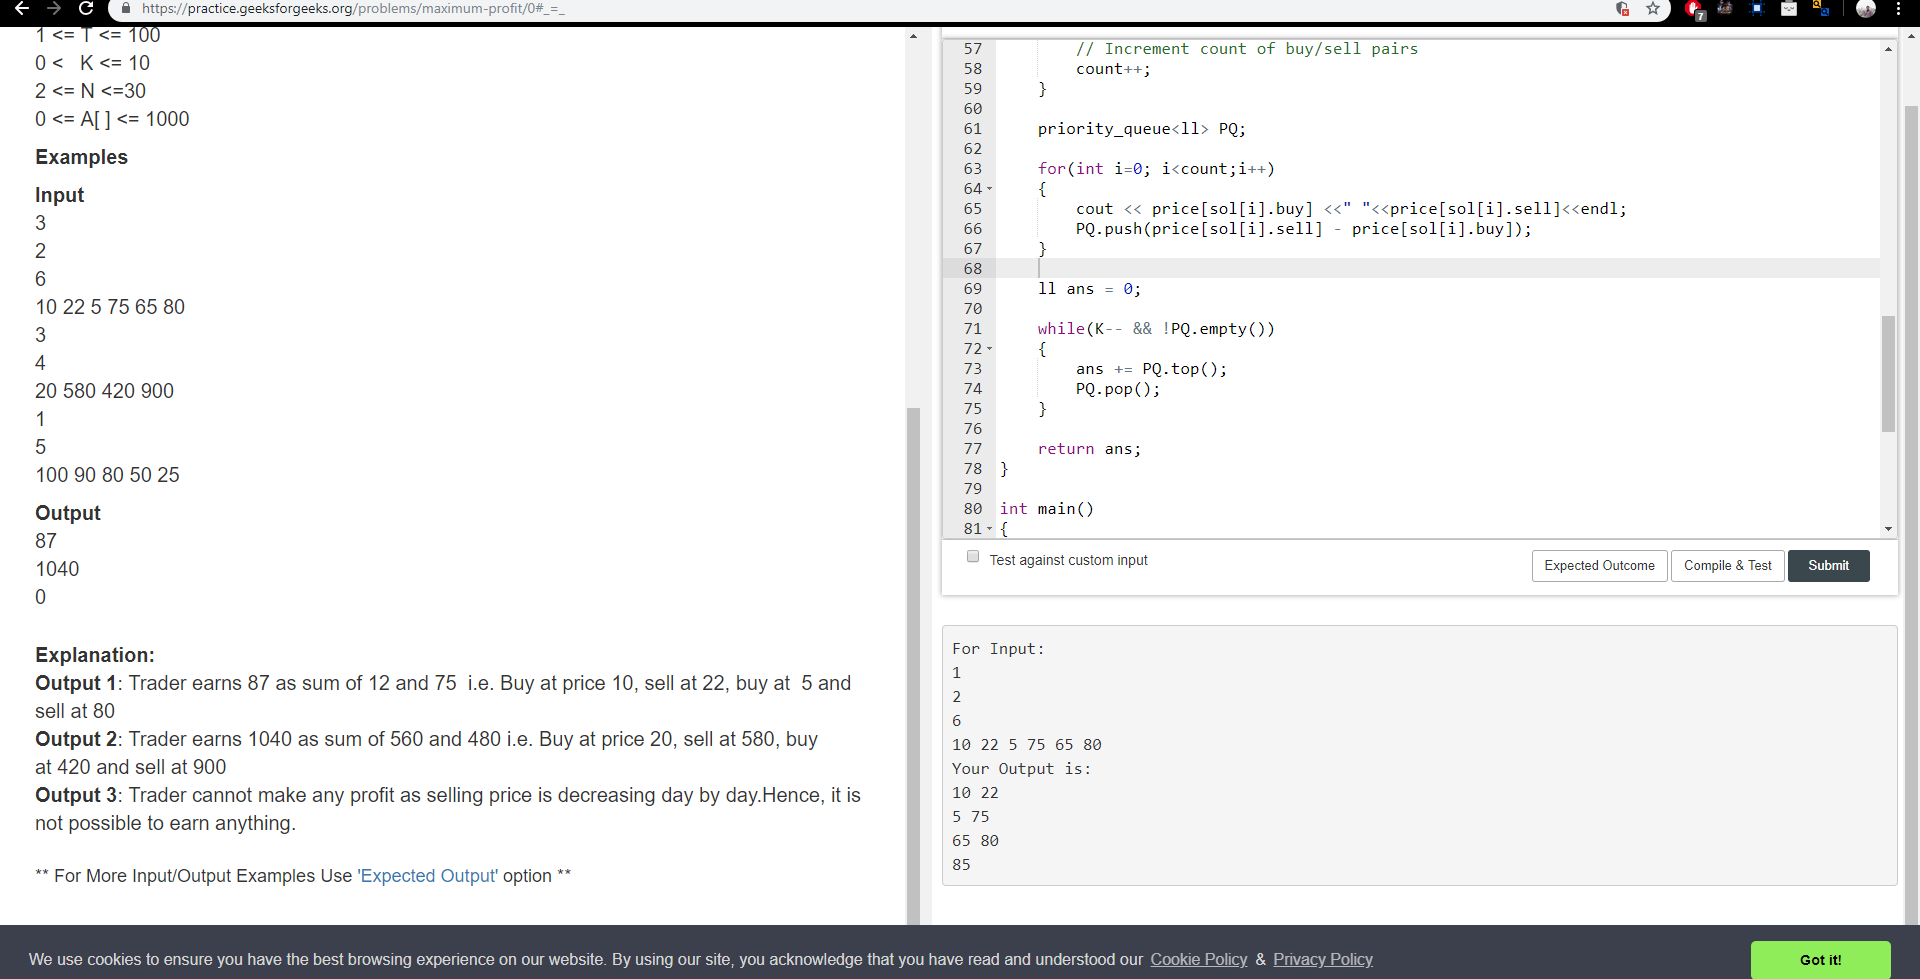 https://practice.geeksforgeeks.org/problems/maximum-profit/0#_=_
7
1 <= T <= 100
0 < K <= 10
2 <= N <=30
0 <= A[ ] <= 1000
Examples
Input
3
2
6
10 22 5 75 65 80
3
4
20 580 420 900
1
5
100 90 80 50 25
Output
87
1040
0
Explanation:
Output 1: Trader earns 87 as sum of 12 and 75 i.e. Buy at price 10, sell at 22, buy at 5 and
sell at 80
Output 2: Trader earns 1040 as sum of 560 and 480 i.e. Buy at price 20, sell at 580, buy
at 420 and sell at 900
Output 3: Trader cannot make any profit as selling price is decreasing day by day.Hence, it is
not possible to earn anything.
** For More Input/Output Examples Use 'Expected Output' option **
57 // Increment count of buy/sell pairs
58 count++;
59 }
60
61 priority_queue<ll> PQ;
62
63 for(int i=0; i<count;i++)
64 {
65 cout << price[sol[i].buy] <<" "<<price[sol[i].sell]<<endl;
66 PQ.push(price[sol[i].sell] - price[sol[i].buy]);
67 }
68
69 ll ans = 0;
70
71 while(K-- && !PQ.empty())
72 {
73 ans += PQ.top();
74 PQ.pop();
75 }
76
77 return ans;
78 }
79
80 int main()
81 {
Test against custom input
Expected Outcome
Compile & Test
Submit
For Input:
1
2
6
10 22 5 75 65 80
Your Output is:
10 22
5 75
65 80
85
We use cookies to ensure you have the best browsing experience on our website. By using our site, you acknowledge that you have read and understood our Cookie Policy & Privacy Policy
Got it!